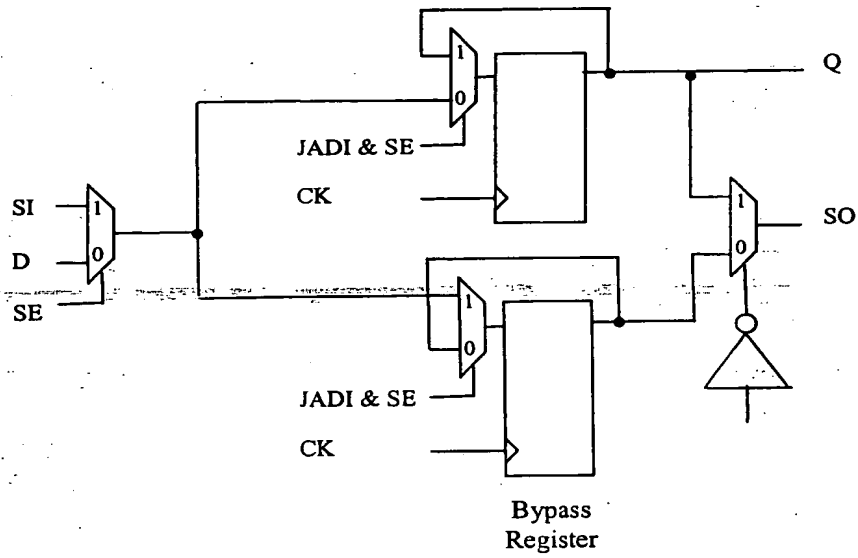 Q
1
0
JADI & SE
CK
SI
1
D
0
SE
1
SO
0
1
0
JADI & SE
CK
Bypass
Register